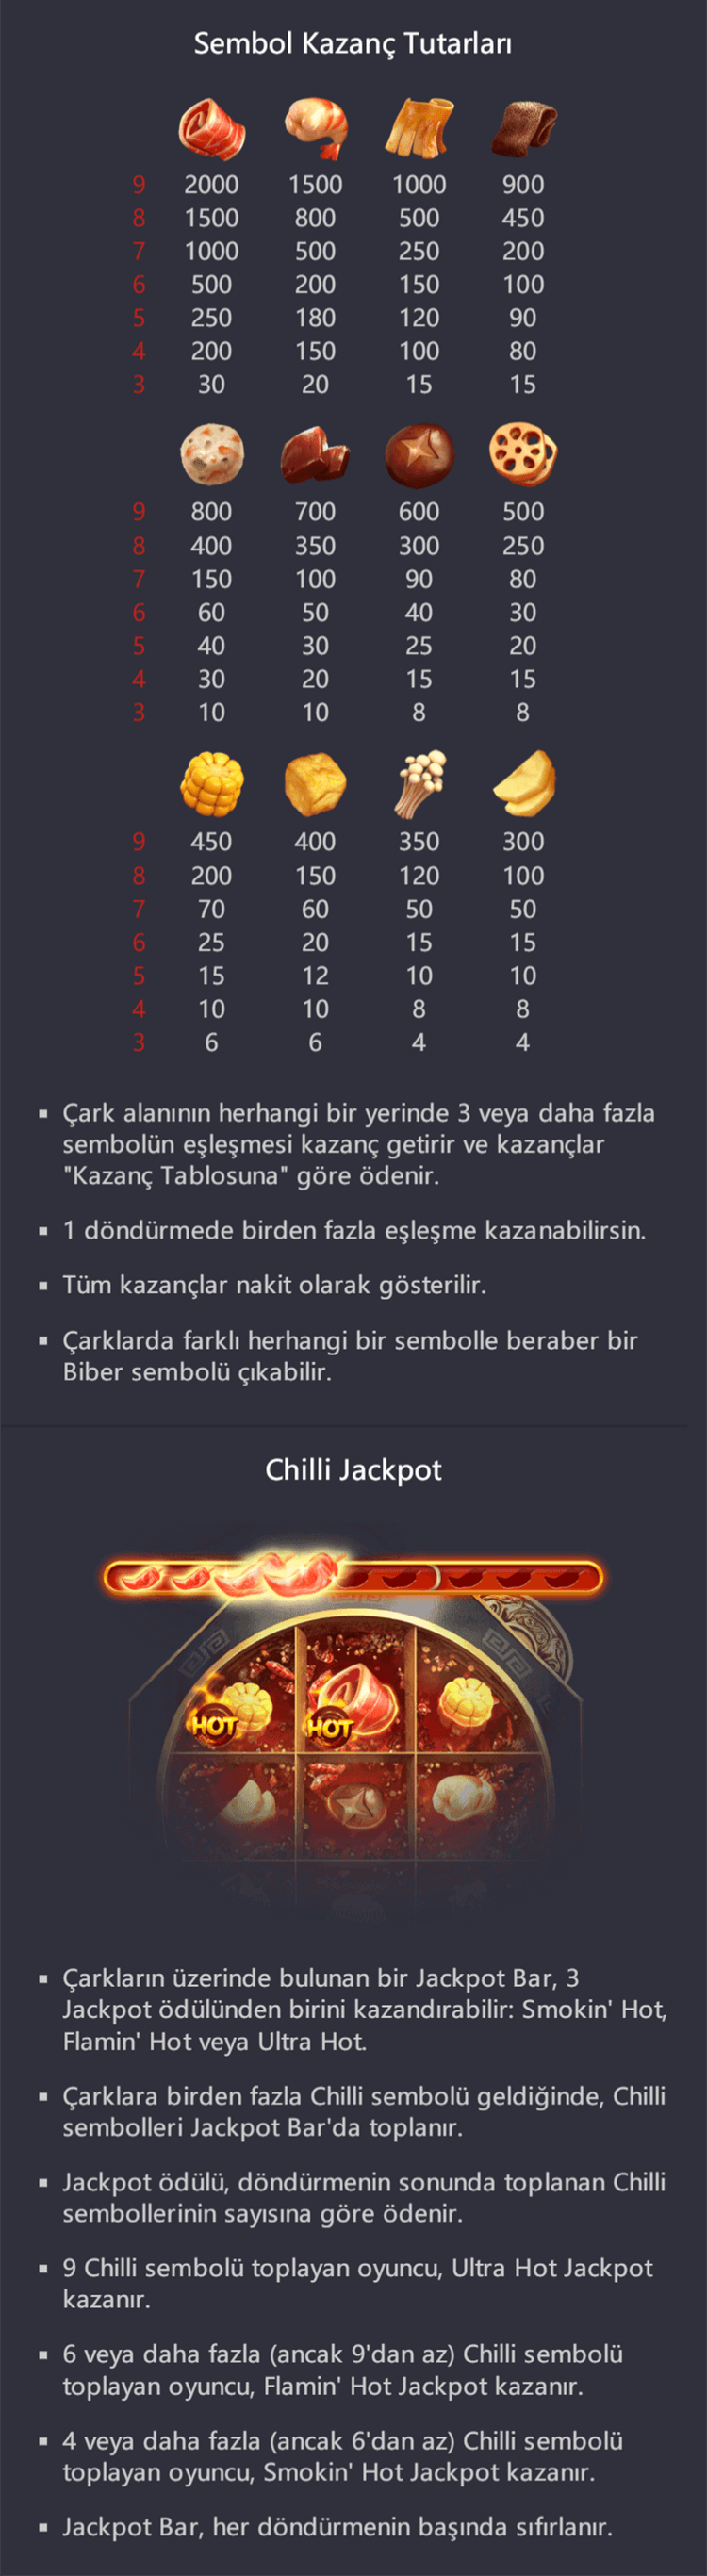 Sembol Kazanç Tutarları
9 2000 1500 1000 900
8 1500 800 500 450
7 1000 500 250 200
6 500 200 150 100
5 250 180 120 90
4 200 150 100 80
3 30 20 15 15
9 800 700 600 500
8 400 350 300 250
7 150 100 90 80
6 60 50 40 30
5 40 30 25 20
4 30 20 15 15
3 10 10 8 8
9 450 400 350 300
8 200 150 120 100
7 70 60 50 50
6 25 20 15 15
5 15 12 10 10
4 10 10 8 8
3 6 6 4 4
▪ Çark alanının herhangi bir yerinde 3 veya daha fazla
sembolün eşleşmesi kazanç getirir ve kazançlar
"Kazanç Tablosuna" göre ödenir.
▪ 1 döndürmede birden fazla eşleşme kazanabilirsin.
▪ Tüm kazançlar nakit olarak gösterilir.
▪ Çarklarda farklı herhangi bir sembolle beraber bir
Biber sembolü çıkabilir.
Chilli Jackpot
HOT HOT
▪ Çarkların üzerinde bulunan bir Jackpot Bar, 3
Jackpot ödülünden birini kazandırabilir: Smokin' Hot,
Flamin' Hot veya Ultra Hot.
▪ Çarklara birden fazla Chilli sembolü geldiğinde, Chilli
sembolleri Jackpot Bar'da toplanır.
▪ Jackpot ödülü, döndürmenin sonunda toplanan Chilli
sembollerinin sayısına göre ödenir.
▪ 9 Chilli sembolü toplayan oyuncu, Ultra Hot Jackpot
kazanır.
▪ 6 veya daha fazla (ancak 9'dan az) Chilli sembolü
toplayan oyuncu, Flamin' Hot Jackpot kazanır.
▪ 4 veya daha fazla (ancak 6'dan az) Chilli sembolü
toplayan oyuncu, Smokin' Hot Jackpot kazanır.
▪ Jackpot Bar, her döndürmenin başında sıfırlanır.